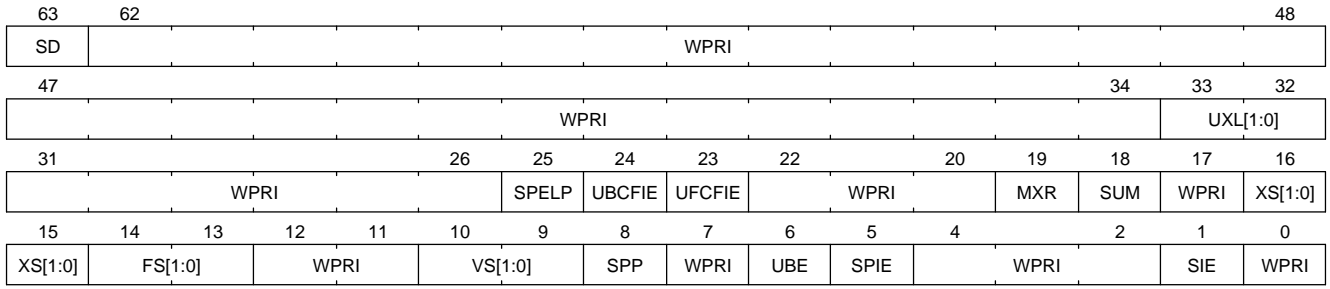 63 62 48
SD WPRI
47 34 33 32
WPRI UXL[1:0]
31 26 25 24 23 22 20 19 18 17 16
WPRI SPELP UBCFIE UFCFIE WPRI MXR SUM WPRI XS[1:0]
15 14 13 12 11 10 9 8 7 6 5 4 2 1 0
XS[1:0] FS[1:0] WPRI VS[1:0] SPP WPRI UBE SPIE WPRI SIE WPRI